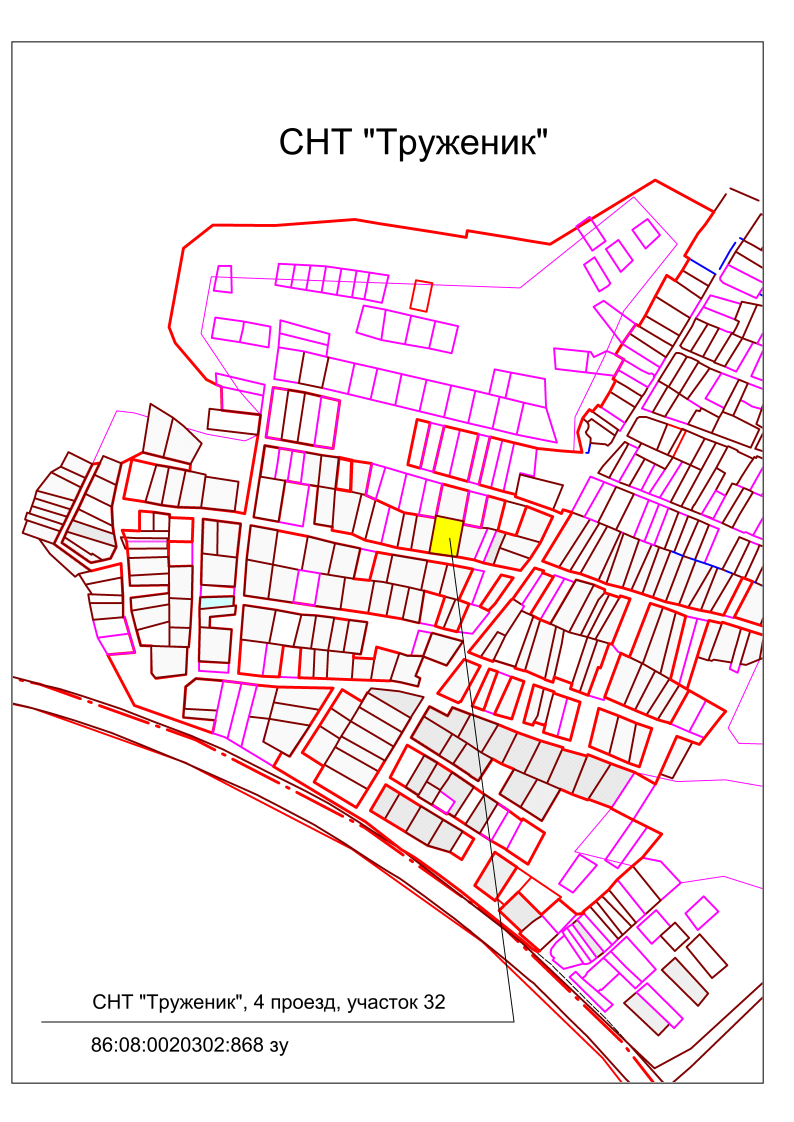 СНТ "Труженик"
СНТ "Труженик", 4 проезд, участок 32
86:08:0020302:868 зу